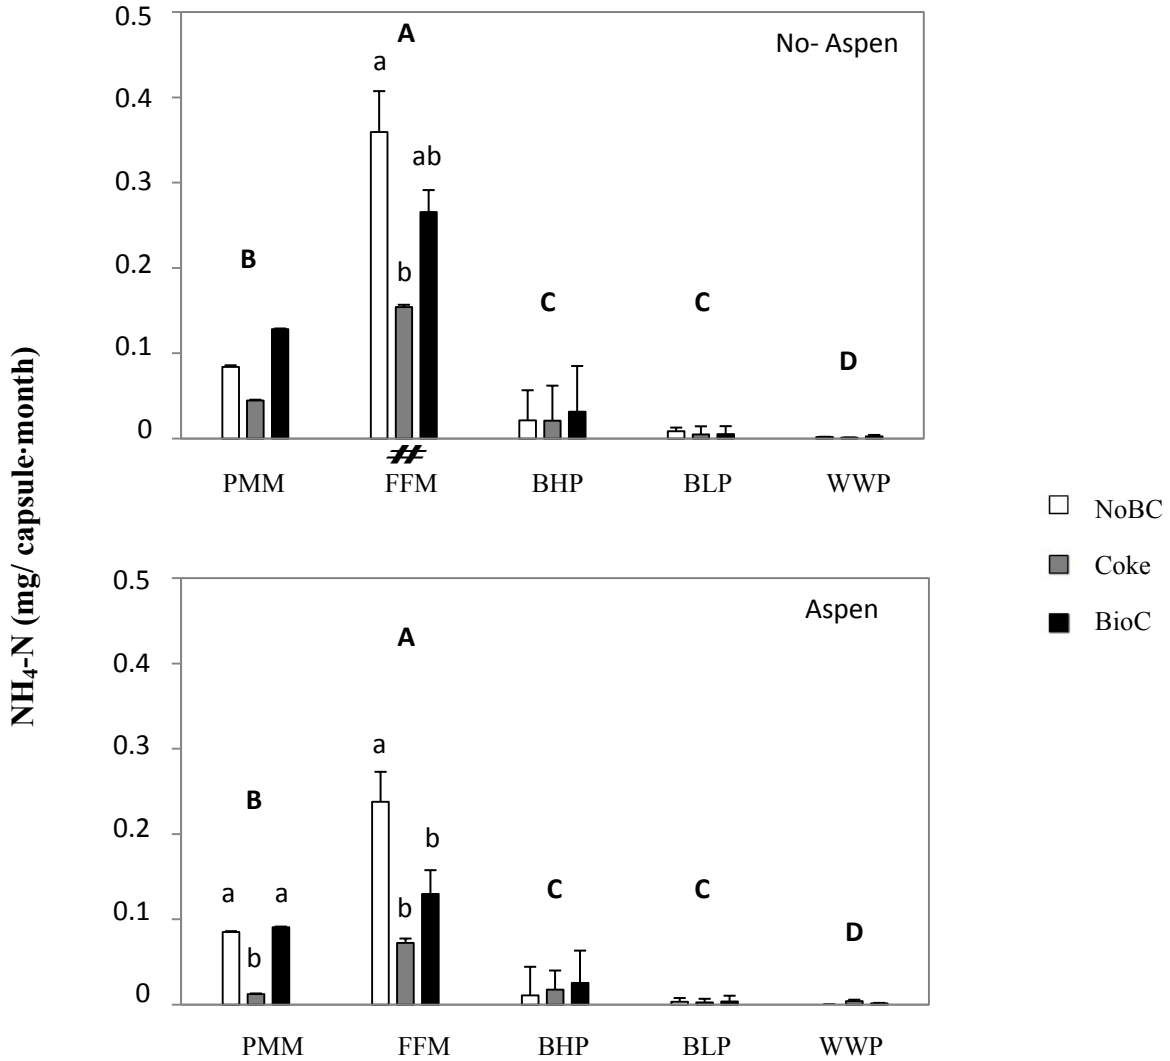 NH₄-N (mg/ capsule·month)
0.5
0.4
0.3
0.2
0.1
0
No- Aspen
A
a
ab
b
B
C
C
D
#
PMM FFM BHP BLP WWP
NoBC
Coke
BioC
0.5
0.4
0.3
0.2
0.1
0
Aspen
A
a
B
b
a a
b
b
C
C
D
PMM FFM BHP BLP WWP